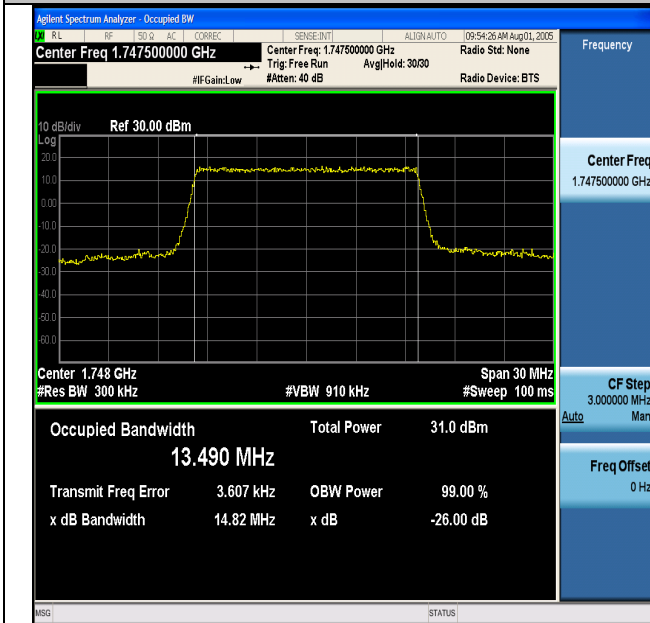 Agilent Spectrum Analyzer - Occupied BW
RL RF 50 Ω AC CORREC SENSE:INT ALIGN AUTO 09:54:26 AM Aug 01, 2005
Center Freq 1.747500000 GHz
Center Freq: 1.747500000 GHz
Radio Std: None
Trig: Free Run Avg|Hold: 30/30
#IFGain:Low
#Atten: 40 dB
Radio Device: BTS
10 dB/div Ref 30.00 dBm
Log
20.0
10.0
0.00
-10.0
-20.0
-30.0
-40.0
-50.0
-60.0
Center 1.748 GHz Span 30 MHz
#Res BW 300 kHz #VBW 910 kHz #Sweep 100 ms
Occupied Bandwidth Total Power 31.0 dBm
13.490 MHz
Transmit Freq Error 3.607 kHz OBW Power 99.00 %
x dB Bandwidth 14.82 MHz x dB -26.00 dB
MSG STATUS
Frequency
Center Freq
1.747500000 GHz
CF Step
3.000000 MHz
Auto Man
Freq Offset
0 Hz